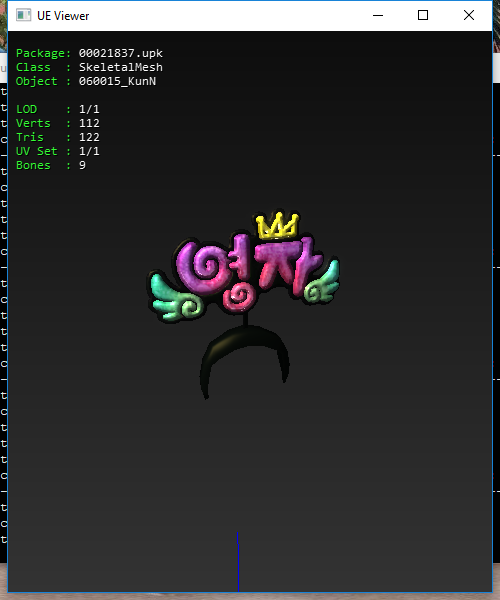 UE Viewer
Package: 00021837.upk
Class : SkeletalMesh
Object : 060015_KunN
LOD : 1/1
Verts : 112
Tris : 122
UV Set : 1/1
Bones : 9
영자